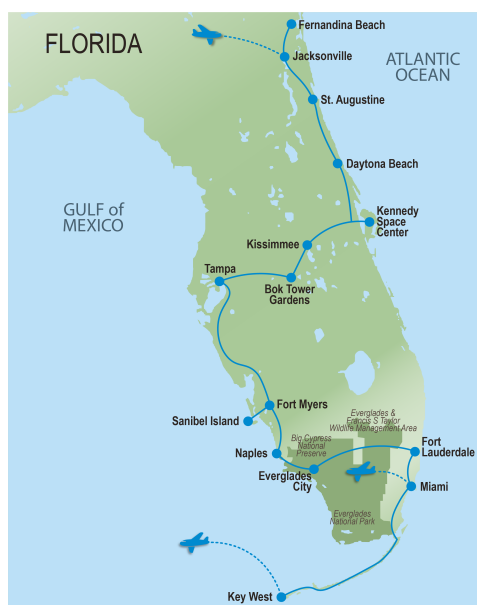 FLORIDA
Fernandina Beach
Jacksonville
ATLANTIC
OCEAN
St. Augustine
Daytona Beach
GULF of
MEXICO
Kennedy
Space
Center
Kissimmee
Tampa
Bok Tower
Gardens
Fort Myers
Sanibel Island
Everglades &
Francis S Taylor
Wildlife Management Area
Big Cypress
National
Preserve
Naples
Fort
Lauderdale
Everglades
City
Miami
Everglades
National Park
Key West